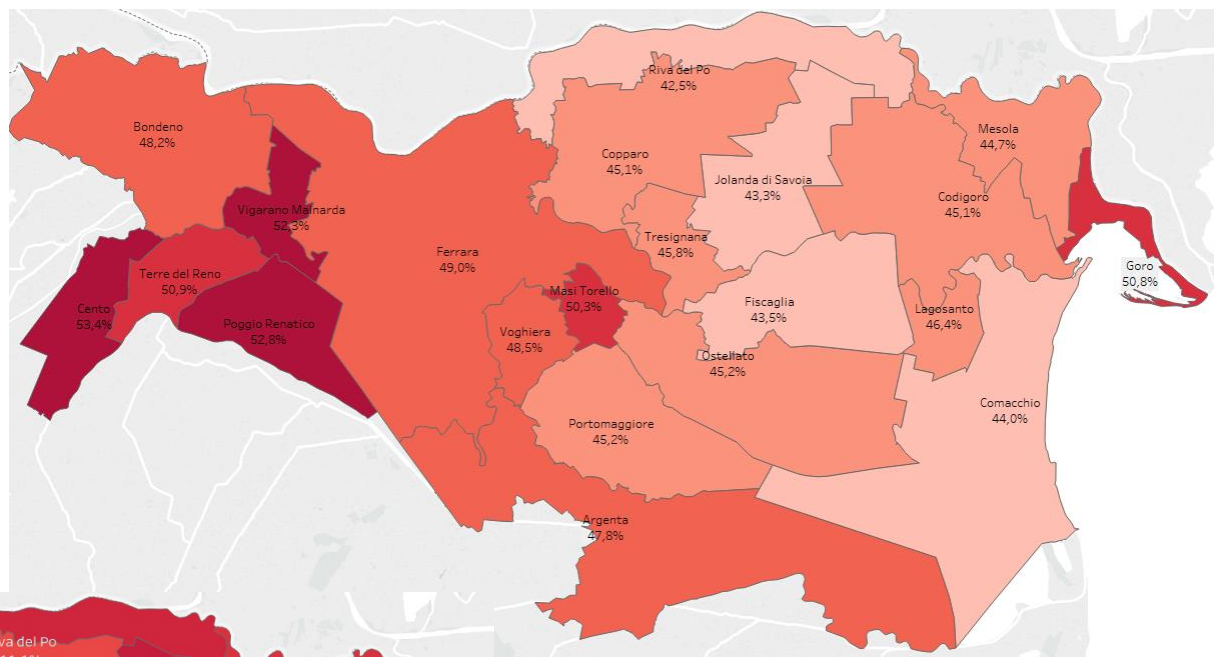 Riva del Po
42,5%
Bondeno
48,2%
Mesola
44,7%
Copparo
45,1%
Jolanda di Savoia
43,3%
Codigoro
45,1%
Vigarano Mainarda
52,3%
Tresignana
45,8%
Ferrara
49,0%
Goro
50,8%
Terre del Reno
50,9%
Masi Torello
50,3%
Fiscaglia
43,5%
Lagosanto
46,4%
Cento
53,4%
Poggio Renatico
52,8%
Voghiera
48,5%
Ostellato
45,2%
Comacchio
44,0%
Portomaggiore
45,2%
Argenta
47,8%
va del Po